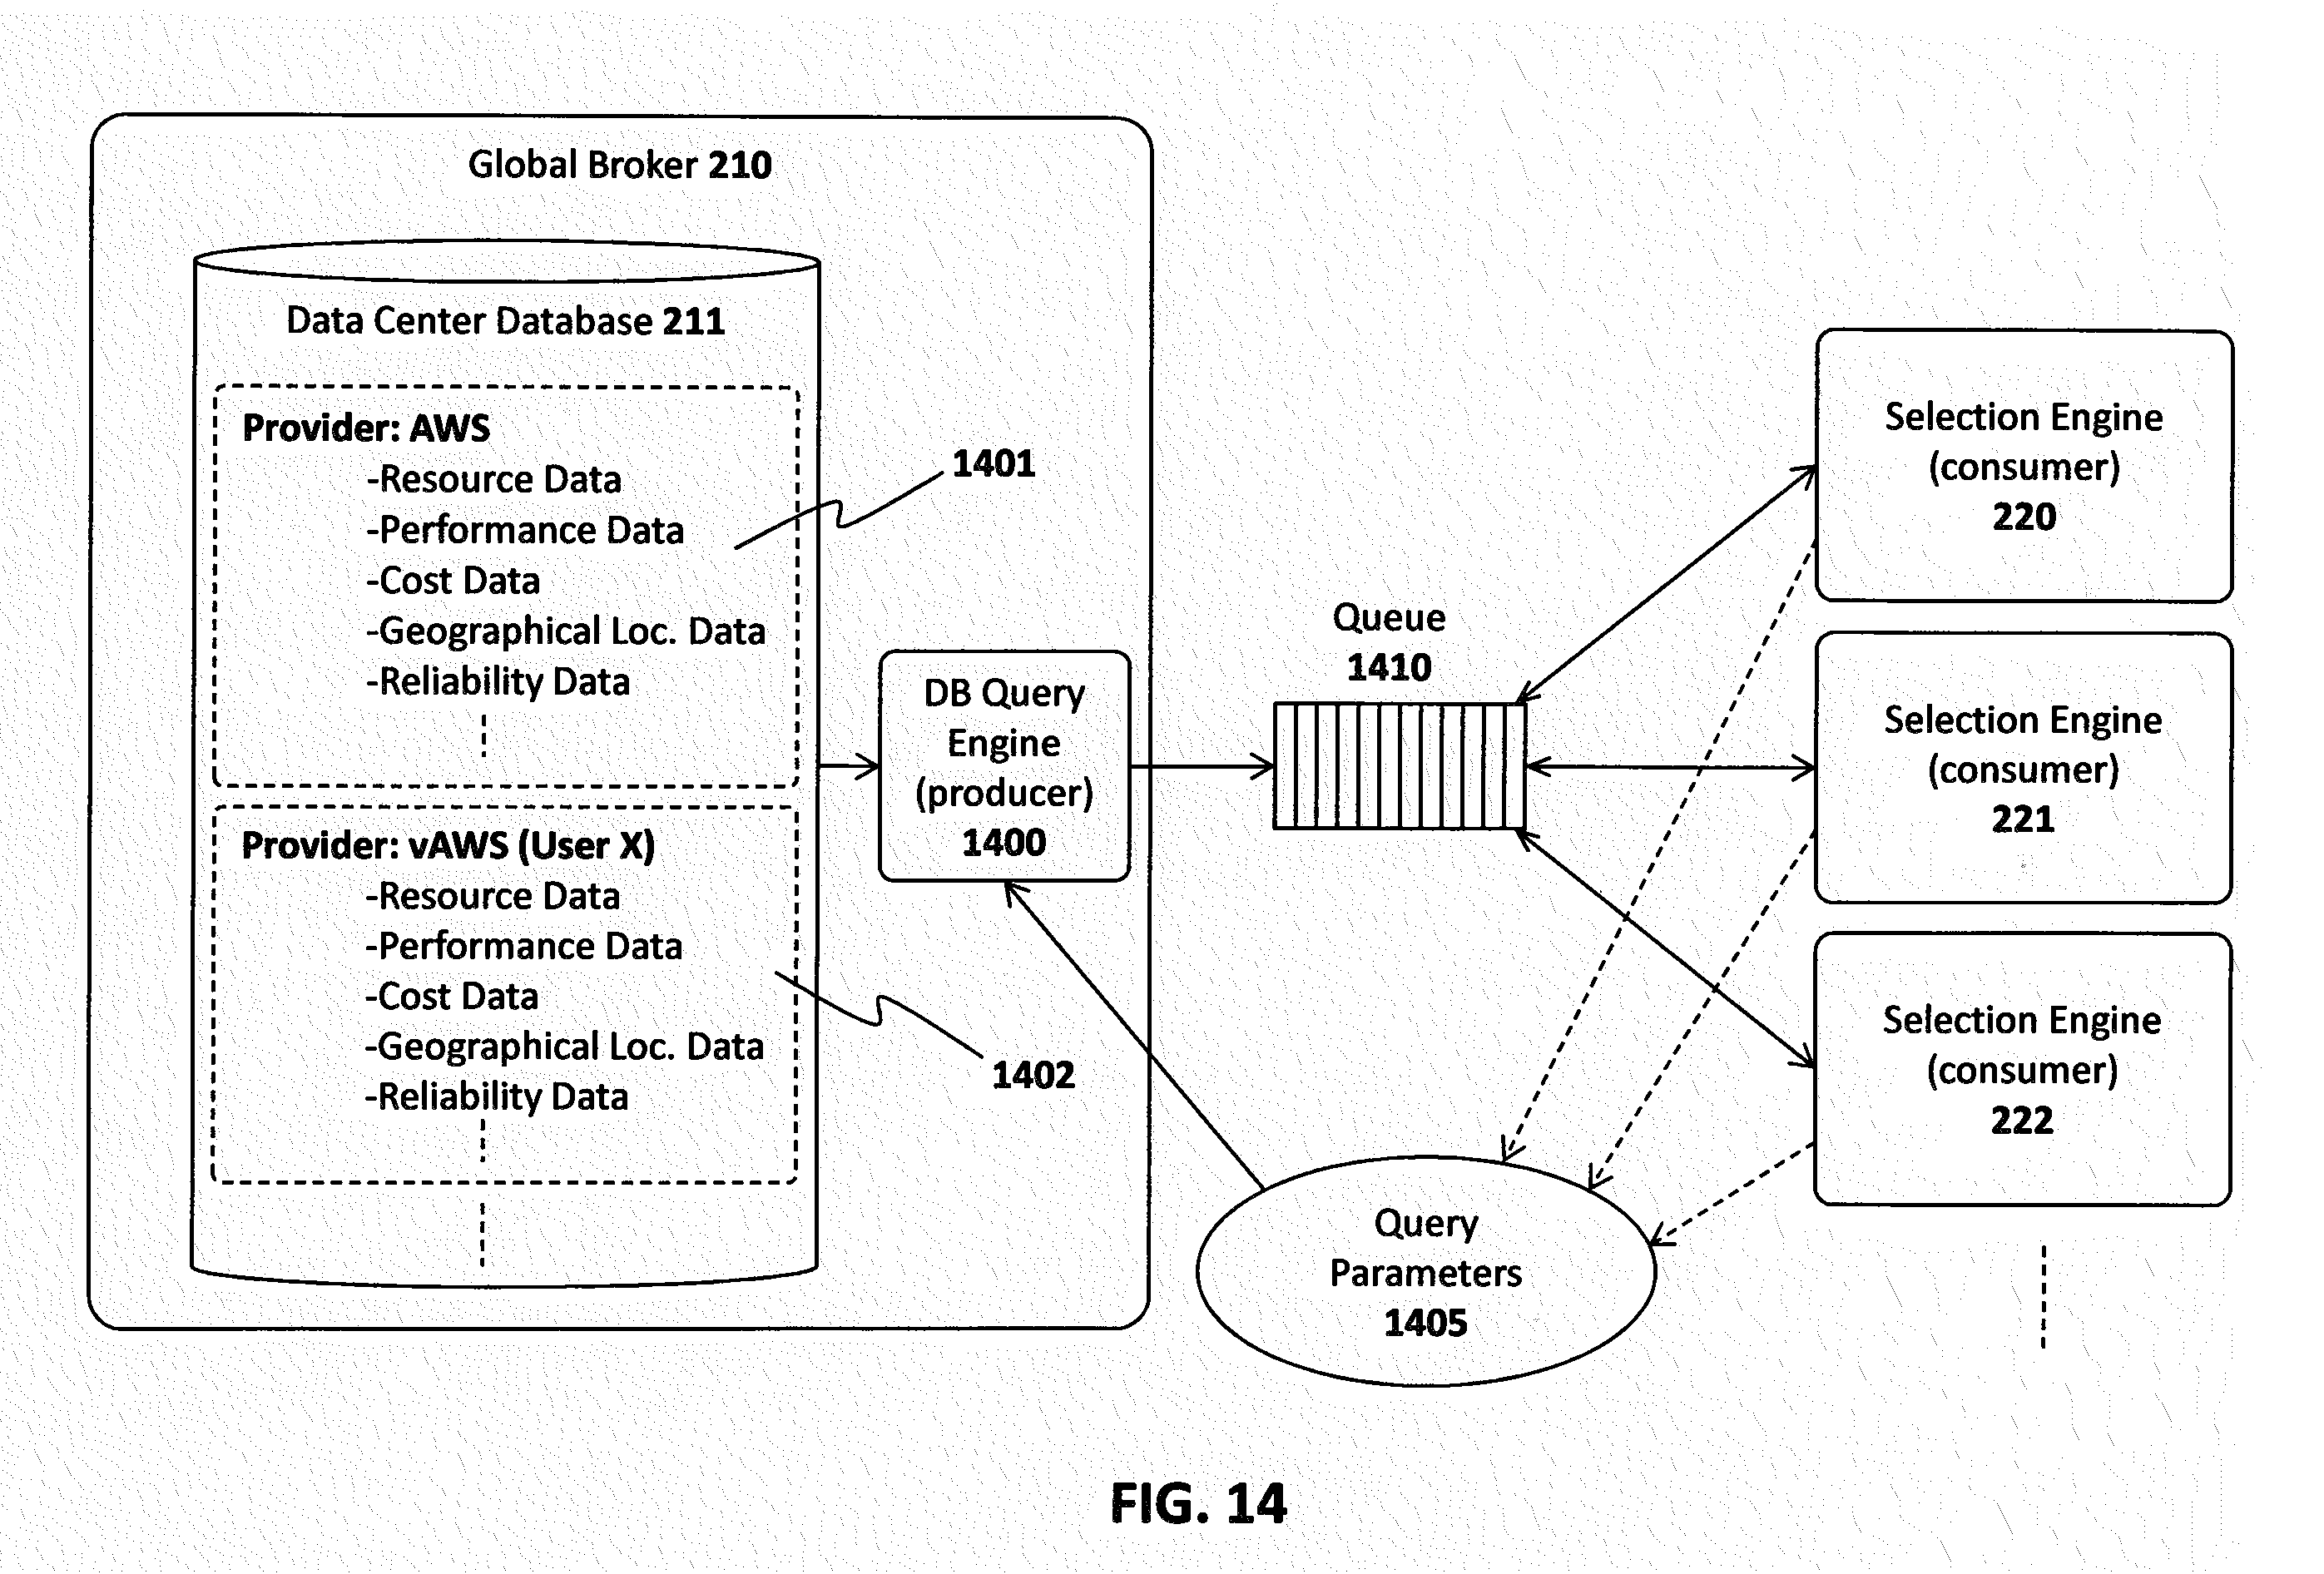 Global Broker 210
Data Center Database 211
Provider: AWS
-Resource Data
-Performance Data
-Cost Data
-Geographical Loc. Data
-Reliability Data
1401
Provider: vAWS (User X)
-Resource Data
-Performance Data
-Cost Data
-Geographical Loc. Data
-Reliability Data
1402
DB Query
Engine
(producer)
1400
Queue
1410
Selection Engine
(consumer)
220
Selection Engine
(consumer)
221
Selection Engine
(consumer)
222
Query
Parameters
1405
FIG. 14